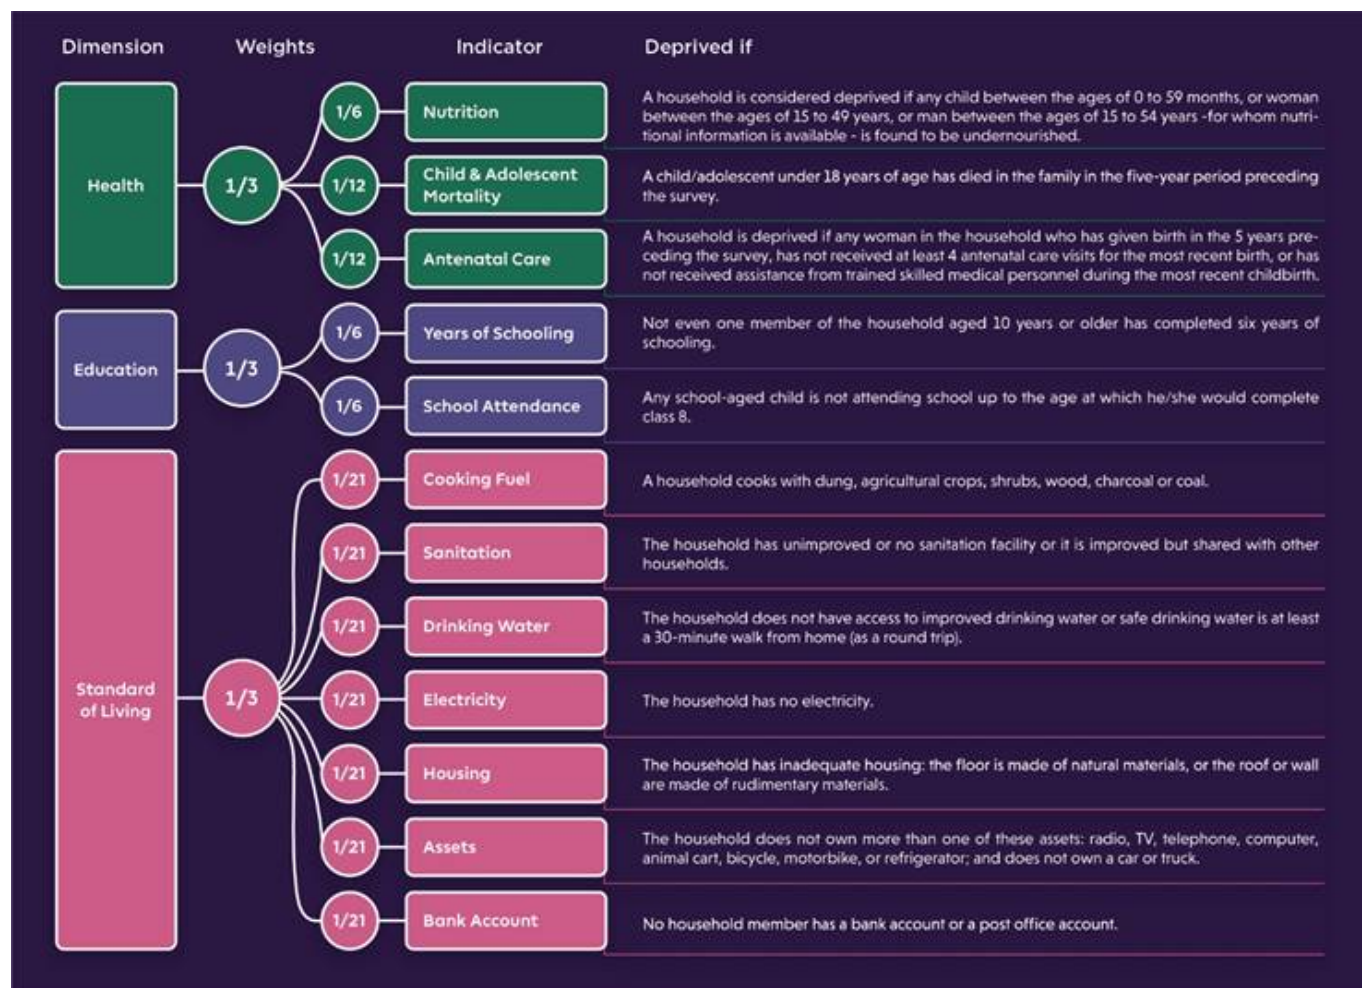 Dimension Weights Indicator Deprived if
Health
1/3
1/6
Nutrition
A household is considered deprived if any child between the ages of 0 to 59 months, or woman
between the ages of 15 to 49 years, or man between the ages of 15 to 54 years -for whom nutri-
tional information is available - is found to be undernourished.
1/12
Child & Adolescent
Mortality
A child/adolescent under 18 years of age has died in the family in the five-year period preceding
the survey.
1/12
Antenatal Care
A household is deprived if any woman in the household who has given birth in the 5 years pre-
ceding the survey, has not received at least 4 antenatal care visits for the most recent birth, or has
not received assistance from trained skilled medical personnel during the most recent childbirth.
Education
1/3
1/6
Years of Schooling
Not even one member of the household aged 10 years or older has completed six years of
schooling.
1/6
School Attendance
Any school-aged child is not attending school up to the age at which he/she would complete
class 8.
Standard
of Living
1/3
1/21
Cooking Fuel
A household cooks with dung, agricultural crops, shrubs, wood, charcoal or coal.
1/21
Sanitation
The household has unimproved or no sanitation facility or it is improved but shared with other
households.
1/21
Drinking Water
The household does not have access to improved drinking water or safe drinking water is at least
a 30-minute walk from home (as a round trip).
1/21
Electricity
The household has no electricity.
1/21
Housing
The household has inadequate housing: the floor is made of natural materials, or the roof or wall
are made of rudimentary materials.
1/21
Assets
The household does not own more than one of these assets: radio, TV, telephone, computer,
animal cart, bicycle, motorbike, or refrigerator; and does not own a car or truck.
1/21
Bank Account
No household member has a bank account or a post office account.